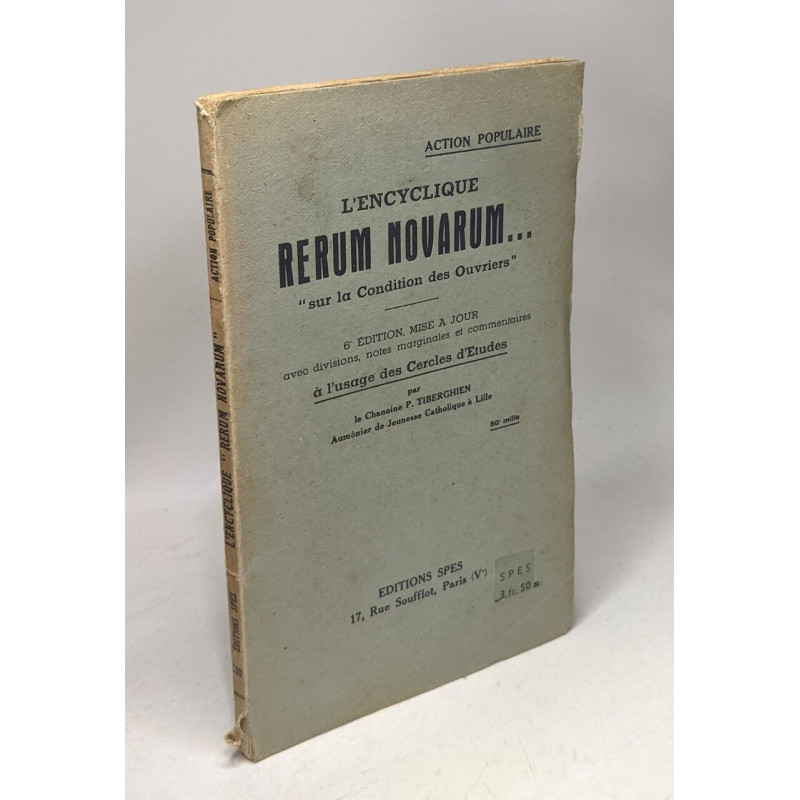 ACTION POPULAIRE
L'ENCYCLIQUE
RERUM NOVARUM...
"sur la Condition des Ouvriers"
6e ÉDITION, MISE A JOUR
avec divisions, notes marginales et commentaires
à l'usage des Cercles d'Etudes
par
le Chanoine P. TIBERGHIEN
Aumônier de Jeunesse Catholique à Lille
50e mille
EDITIONS SPES
17, Rue Soufflot, Paris (Ve)
SPES
3.fr. 50
ACTION POPULAIRE
L'ENCYCLIQUE "RERUM NOVARUM"
EDITIONS SPES